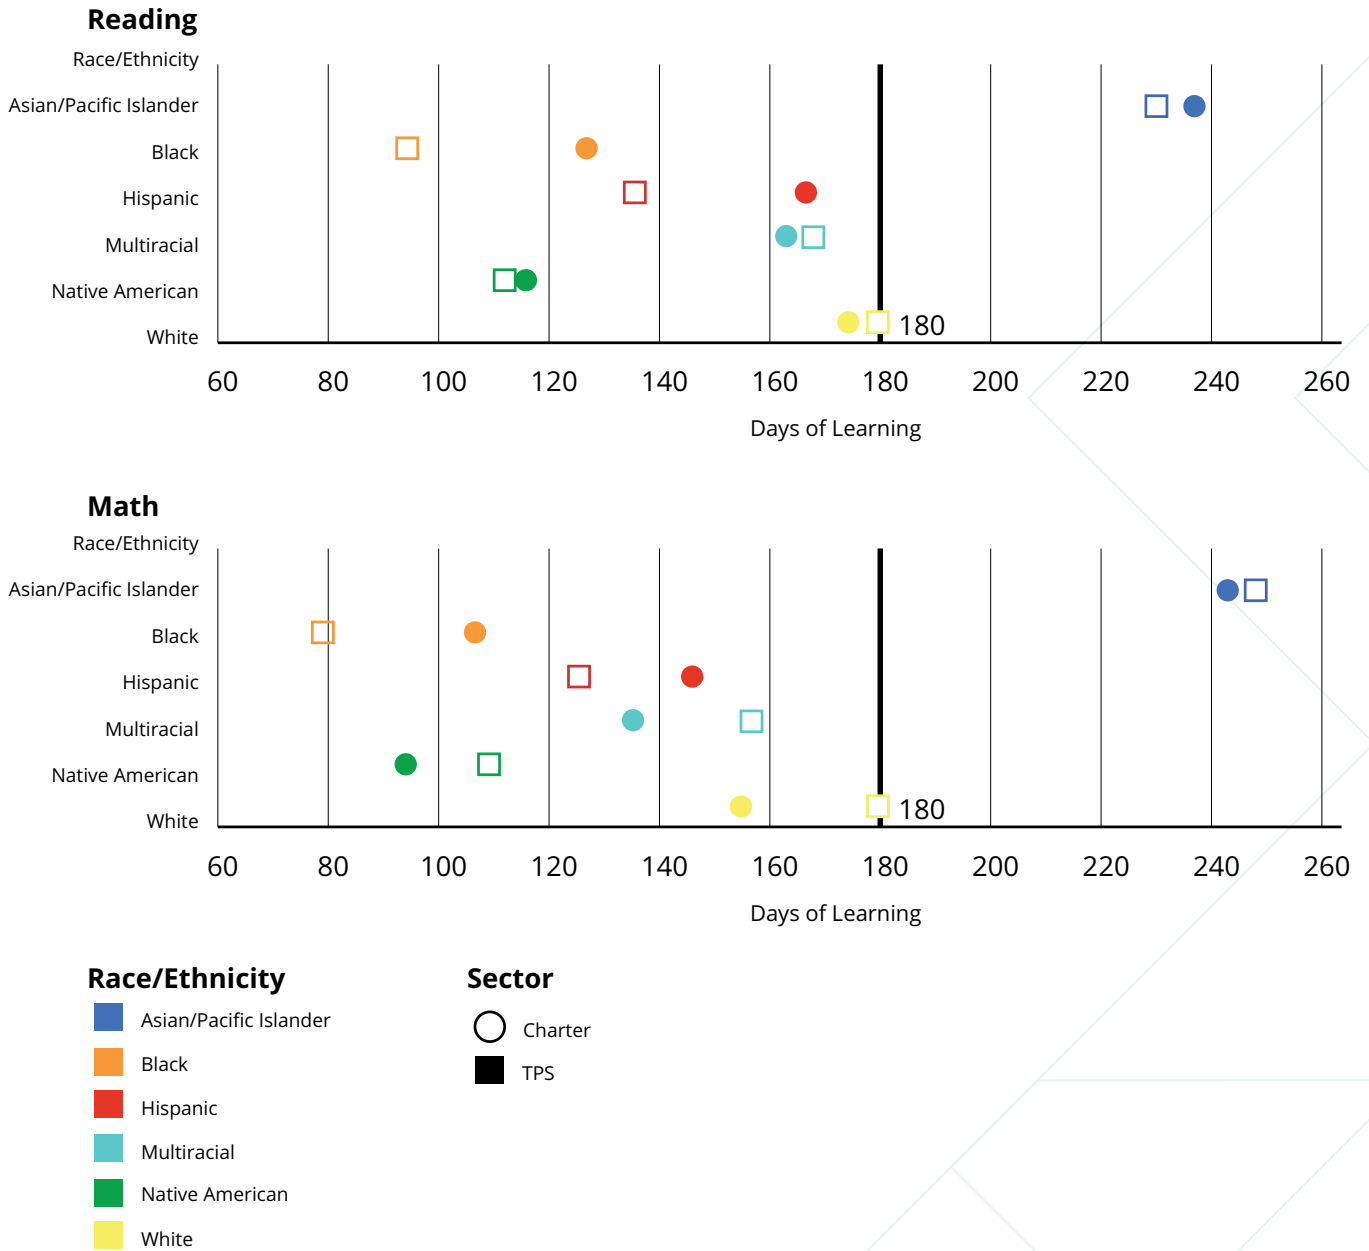 Reading
Race/Ethnicity
Asian/Pacific Islander
Black
Hispanic
Multiracial
Native American
White
180
60 80 100 120 140 160 180 200 220 240 260
Days of Learning
Math
Race/Ethnicity
Asian/Pacific Islander
Black
Hispanic
Multiracial
Native American
White
180
60 80 100 120 140 160 180 200 220 240 260
Days of Learning
Race/Ethnicity
Asian/Pacific Islander
Black
Hispanic
Multiracial
Native American
White
Sector
Charter
TPS